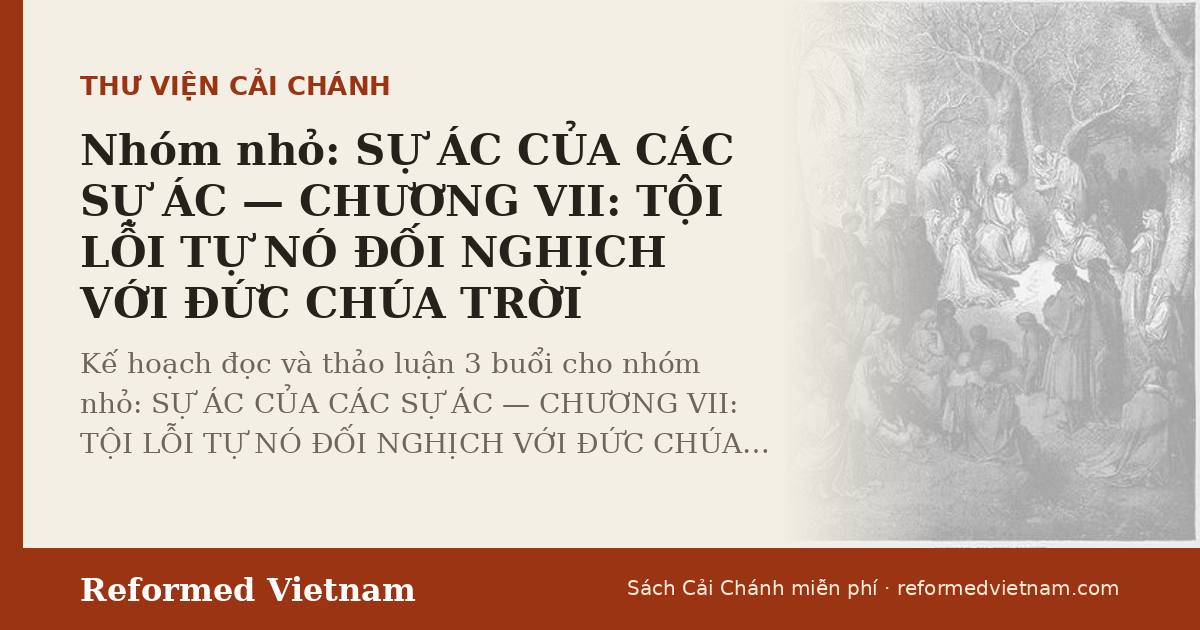 THƯ VIỆN CẢI CHÁNH
Nhóm nhỏ: SỰ ÁC CỦA CÁC
SỰ ÁC — CHƯƠNG VII: TỘI
LỖI TỰ NÓ ĐỐI NGHỊCH
VỚI ĐỨC CHÚA TRỜI
Kế hoạch đọc và thảo luận 3 buổi cho nhóm
nhỏ: SỰ ÁC CỦA CÁC SỰ ÁC — CHƯƠNG VII:
TỘI LỖI TỰ NÓ ĐỐI NGHỊCH VỚI ĐỨC CHÚA...
Reformed Vietnam
Sách Cải Chánh miễn phí · reformedvietnam.com